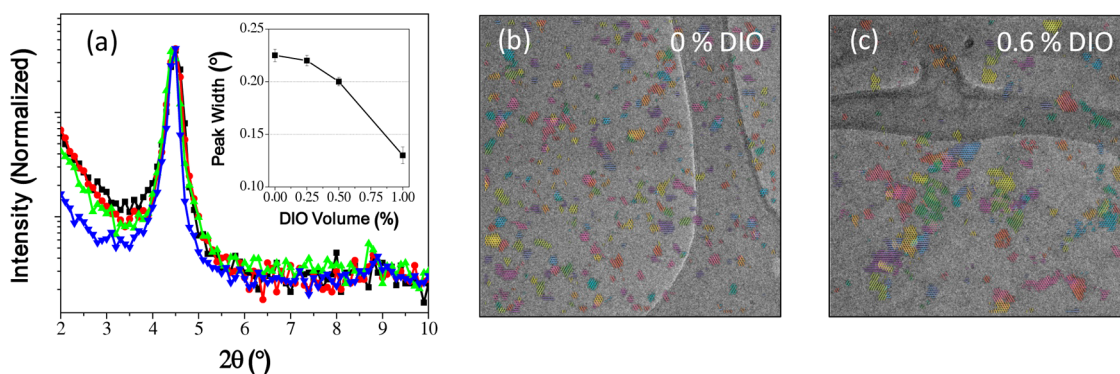 (a)
Intensity (Normalized)
2
3
4
5
6
7
8
9
10
2θ (°)
0.25
0.20
0.15
0.10
Peak Width (°)
0.00
0.25
0.50
0.75
1.00
DIO Volume (%)
(b)
0 % DIO
(c)
0.6 % DIO